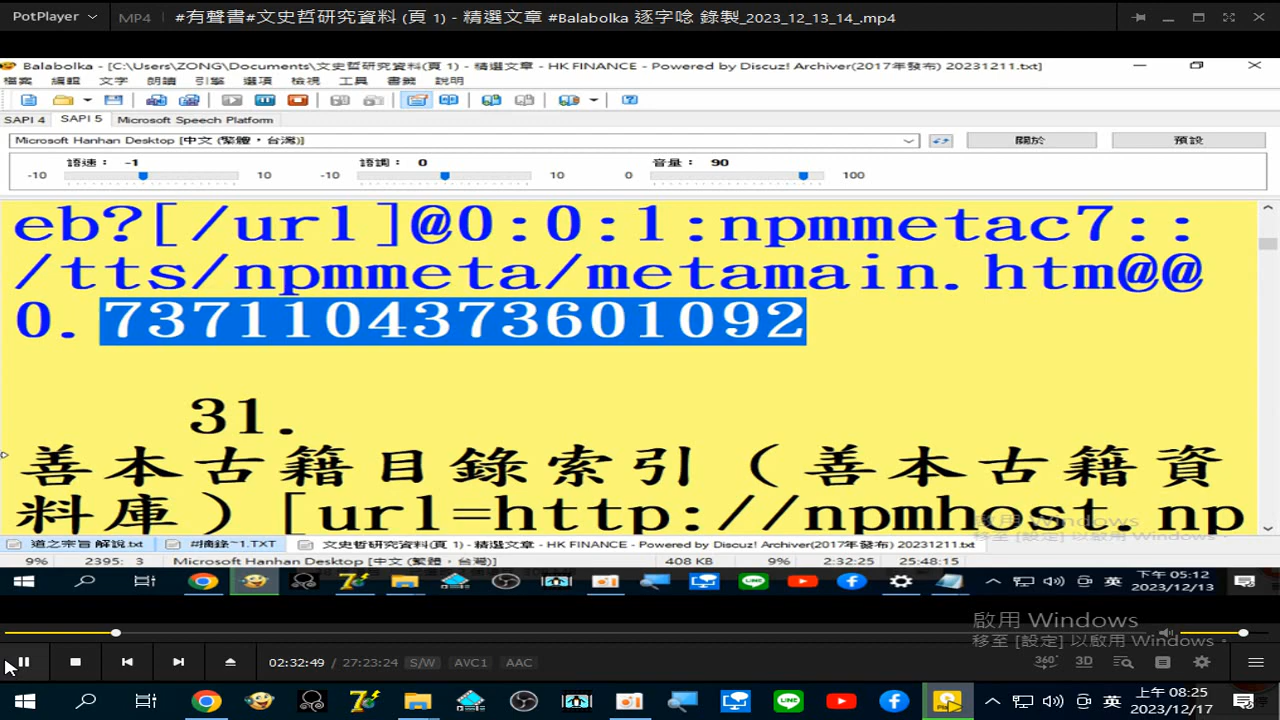 PotPlayer MP4 #有聲書#文史哲研究資料 (頁 1) - 精選文章 #Balabolka 逐字唸 錄製_2023_12_13_14_.mp4
Balabolka - [C:\Users\ZONG\Documents\文史哲研究資料(頁 1) - 精選文章 - HK FINANCE - Powered by Discuz! Archiver(2017年發布) 20231211.txt]
檔案 編輯 文字 朗讀 引擎 選項 檢視 工具 書籤 說明
SAPI 4 SAPI 5 Microsoft Speech Platform
Microsoft Hanhan Desktop [中文 (繁體，台灣)] 關於 預設
語速： -1 語調： 0 音量： 90
-10 10 -10 10 0 100
eb?[/url]@0:0:1:npmmetac7::
/tts/npmmeta/metamain.htm@@
0.7371104373601092
31.
善本古籍目錄索引（善本古籍資
料庫）[url=http://npmhost.np
啟用 Windows
移至 [設定] 以啟用 Windows。
道之宗旨 解說.txt #摘錄~1.TXT 文史哲研究資料(頁 1) - 精選文章 - HK FINANCE - Powered by Discuz! Archiver(2017年發布) 20231211.txt
9% 2395: 3 Microsoft Hanhan Desktop [中文 (繁體，台灣)] 408 KB 9% 2:32:25 25:48:15
英 下午 05:12
2023/12/13
啟用 Windows
移至 [設定] 以啟用 Windows。
02:32:49 / 27:23:24 S/W AVC1 AAC 360° 3D
英 上午 08:25
2023/12/17